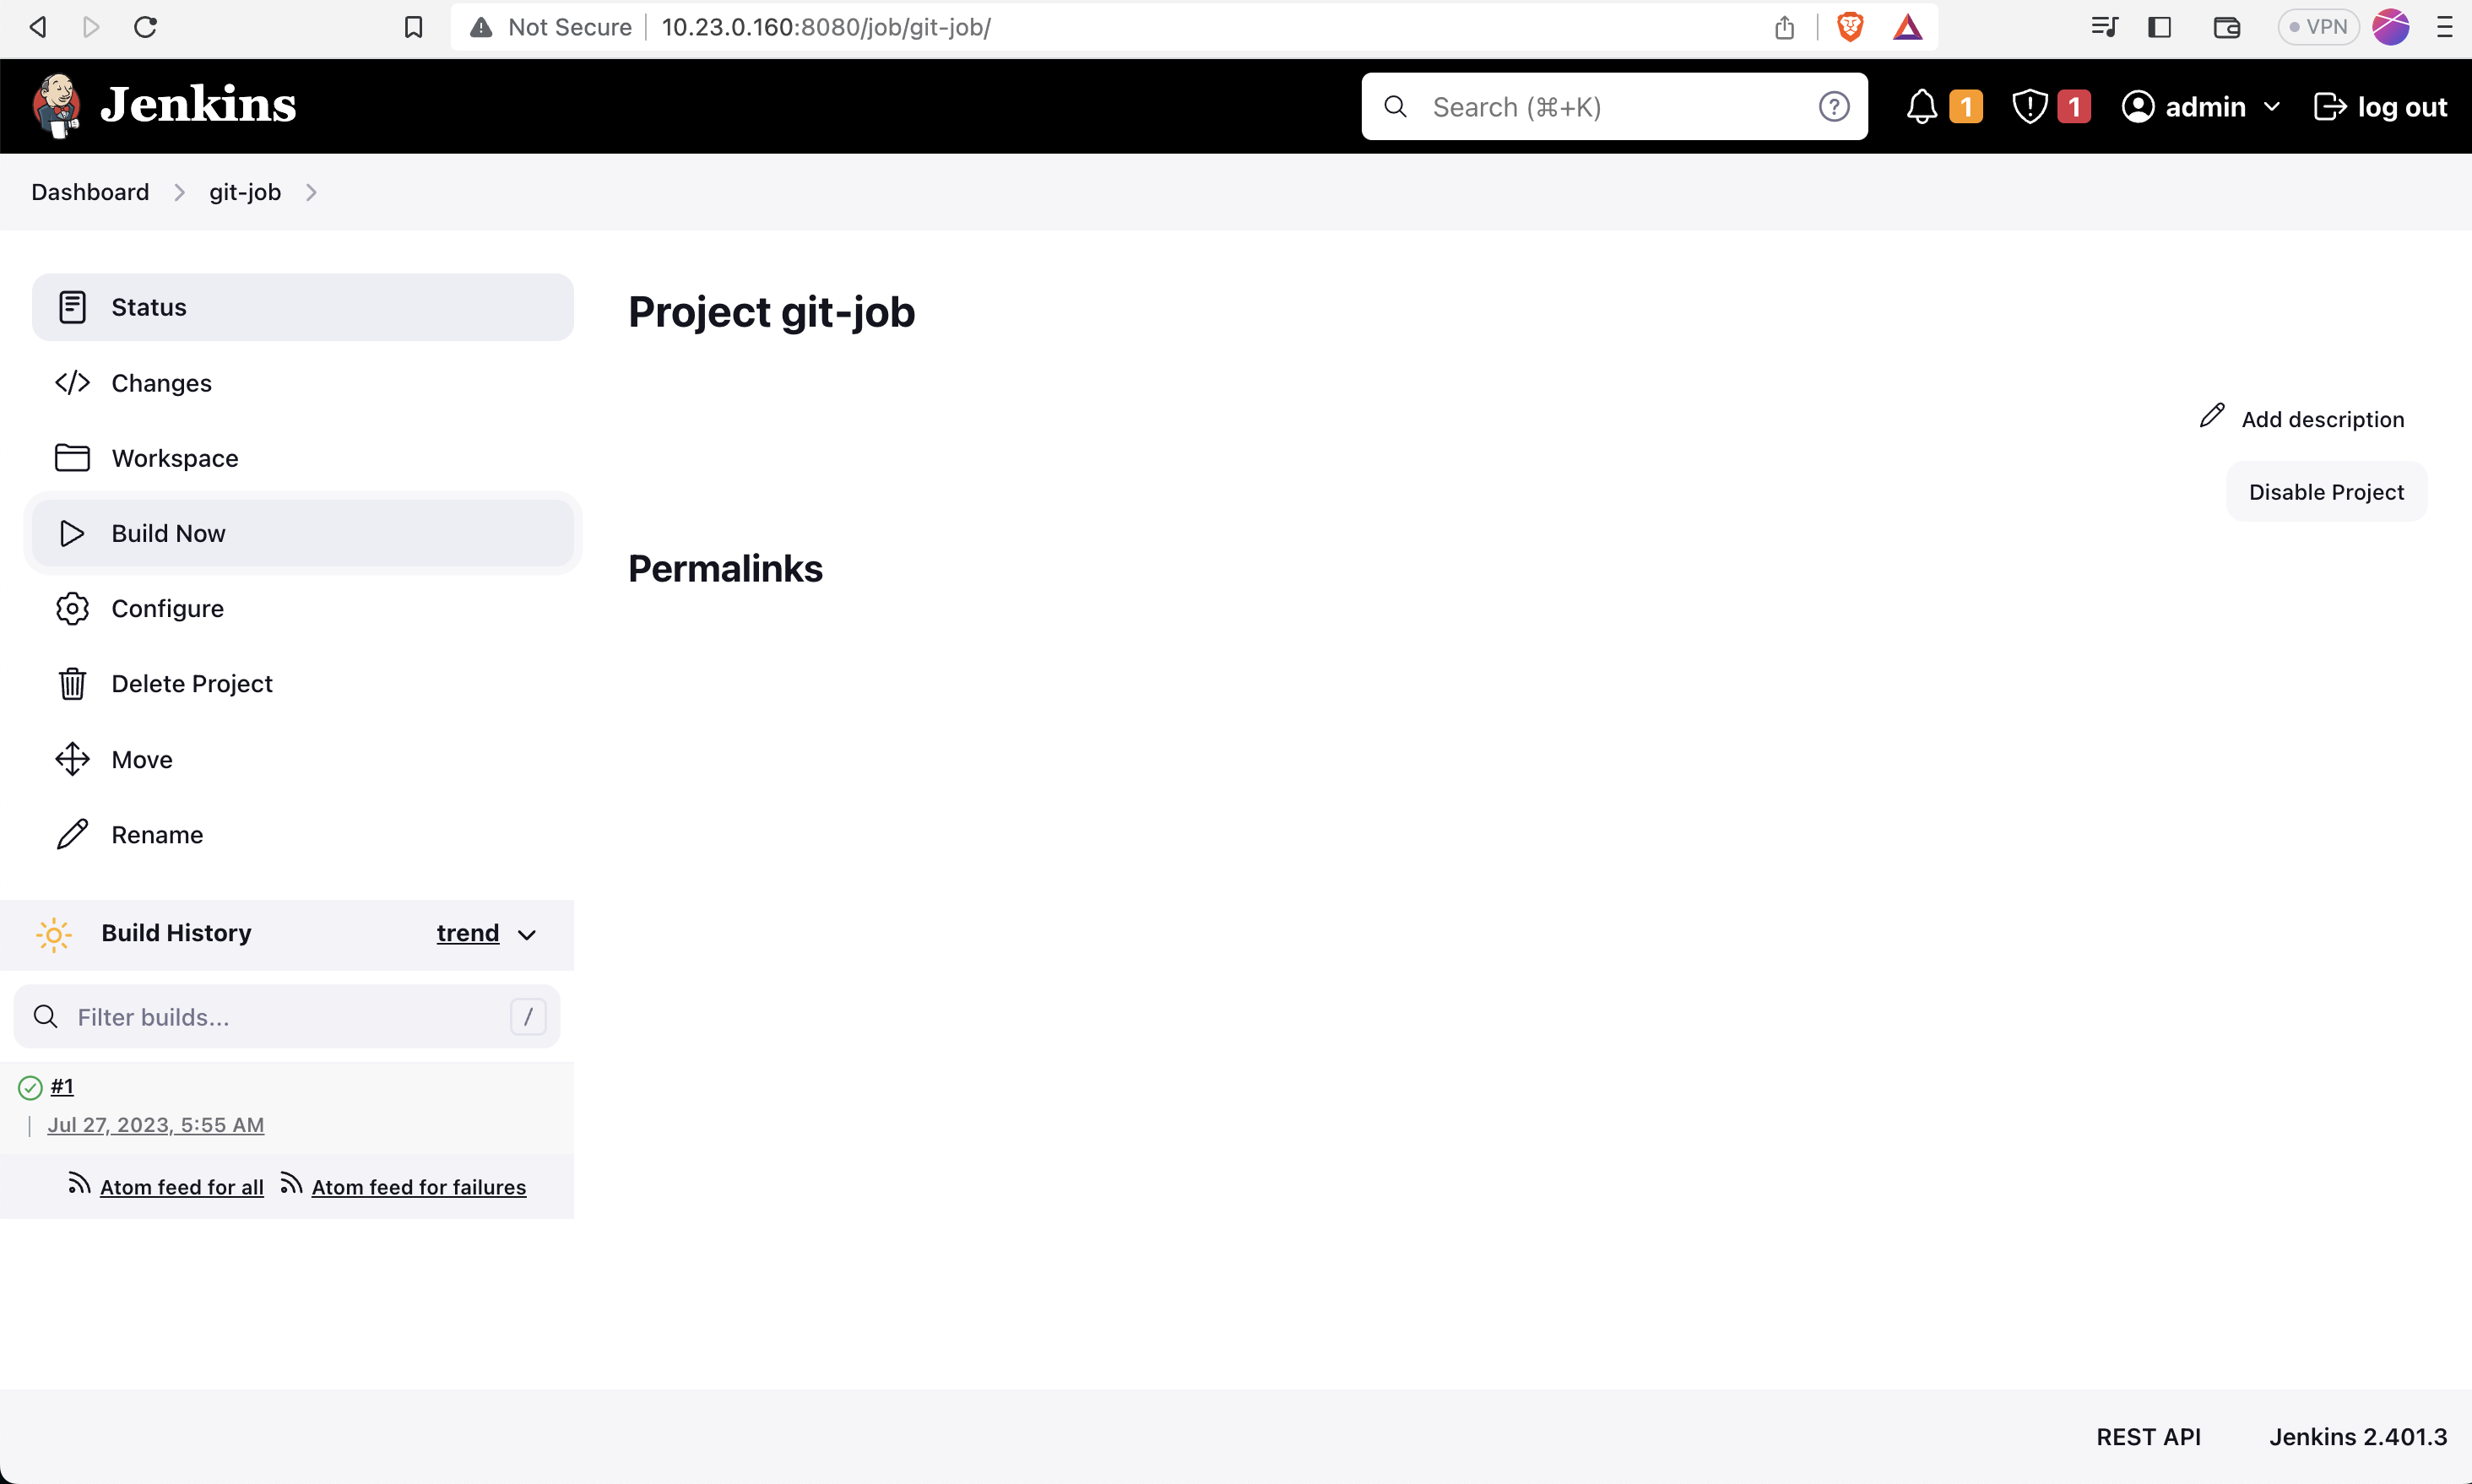 Not Secure 10.23.0.160:8080/job/git-job/ VPN
Jenkins Search (⌘+K) ? 1 1 admin log out
Dashboard git-job
Status
Project git-job
Changes
Add description
Workspace
Disable Project
Build Now
Permalinks
Configure
Delete Project
Move
Rename
Build History trend
Filter builds... /
#1
Jul 27, 2023, 5:55 AM
Atom feed for all Atom feed for failures
REST API Jenkins 2.401.3